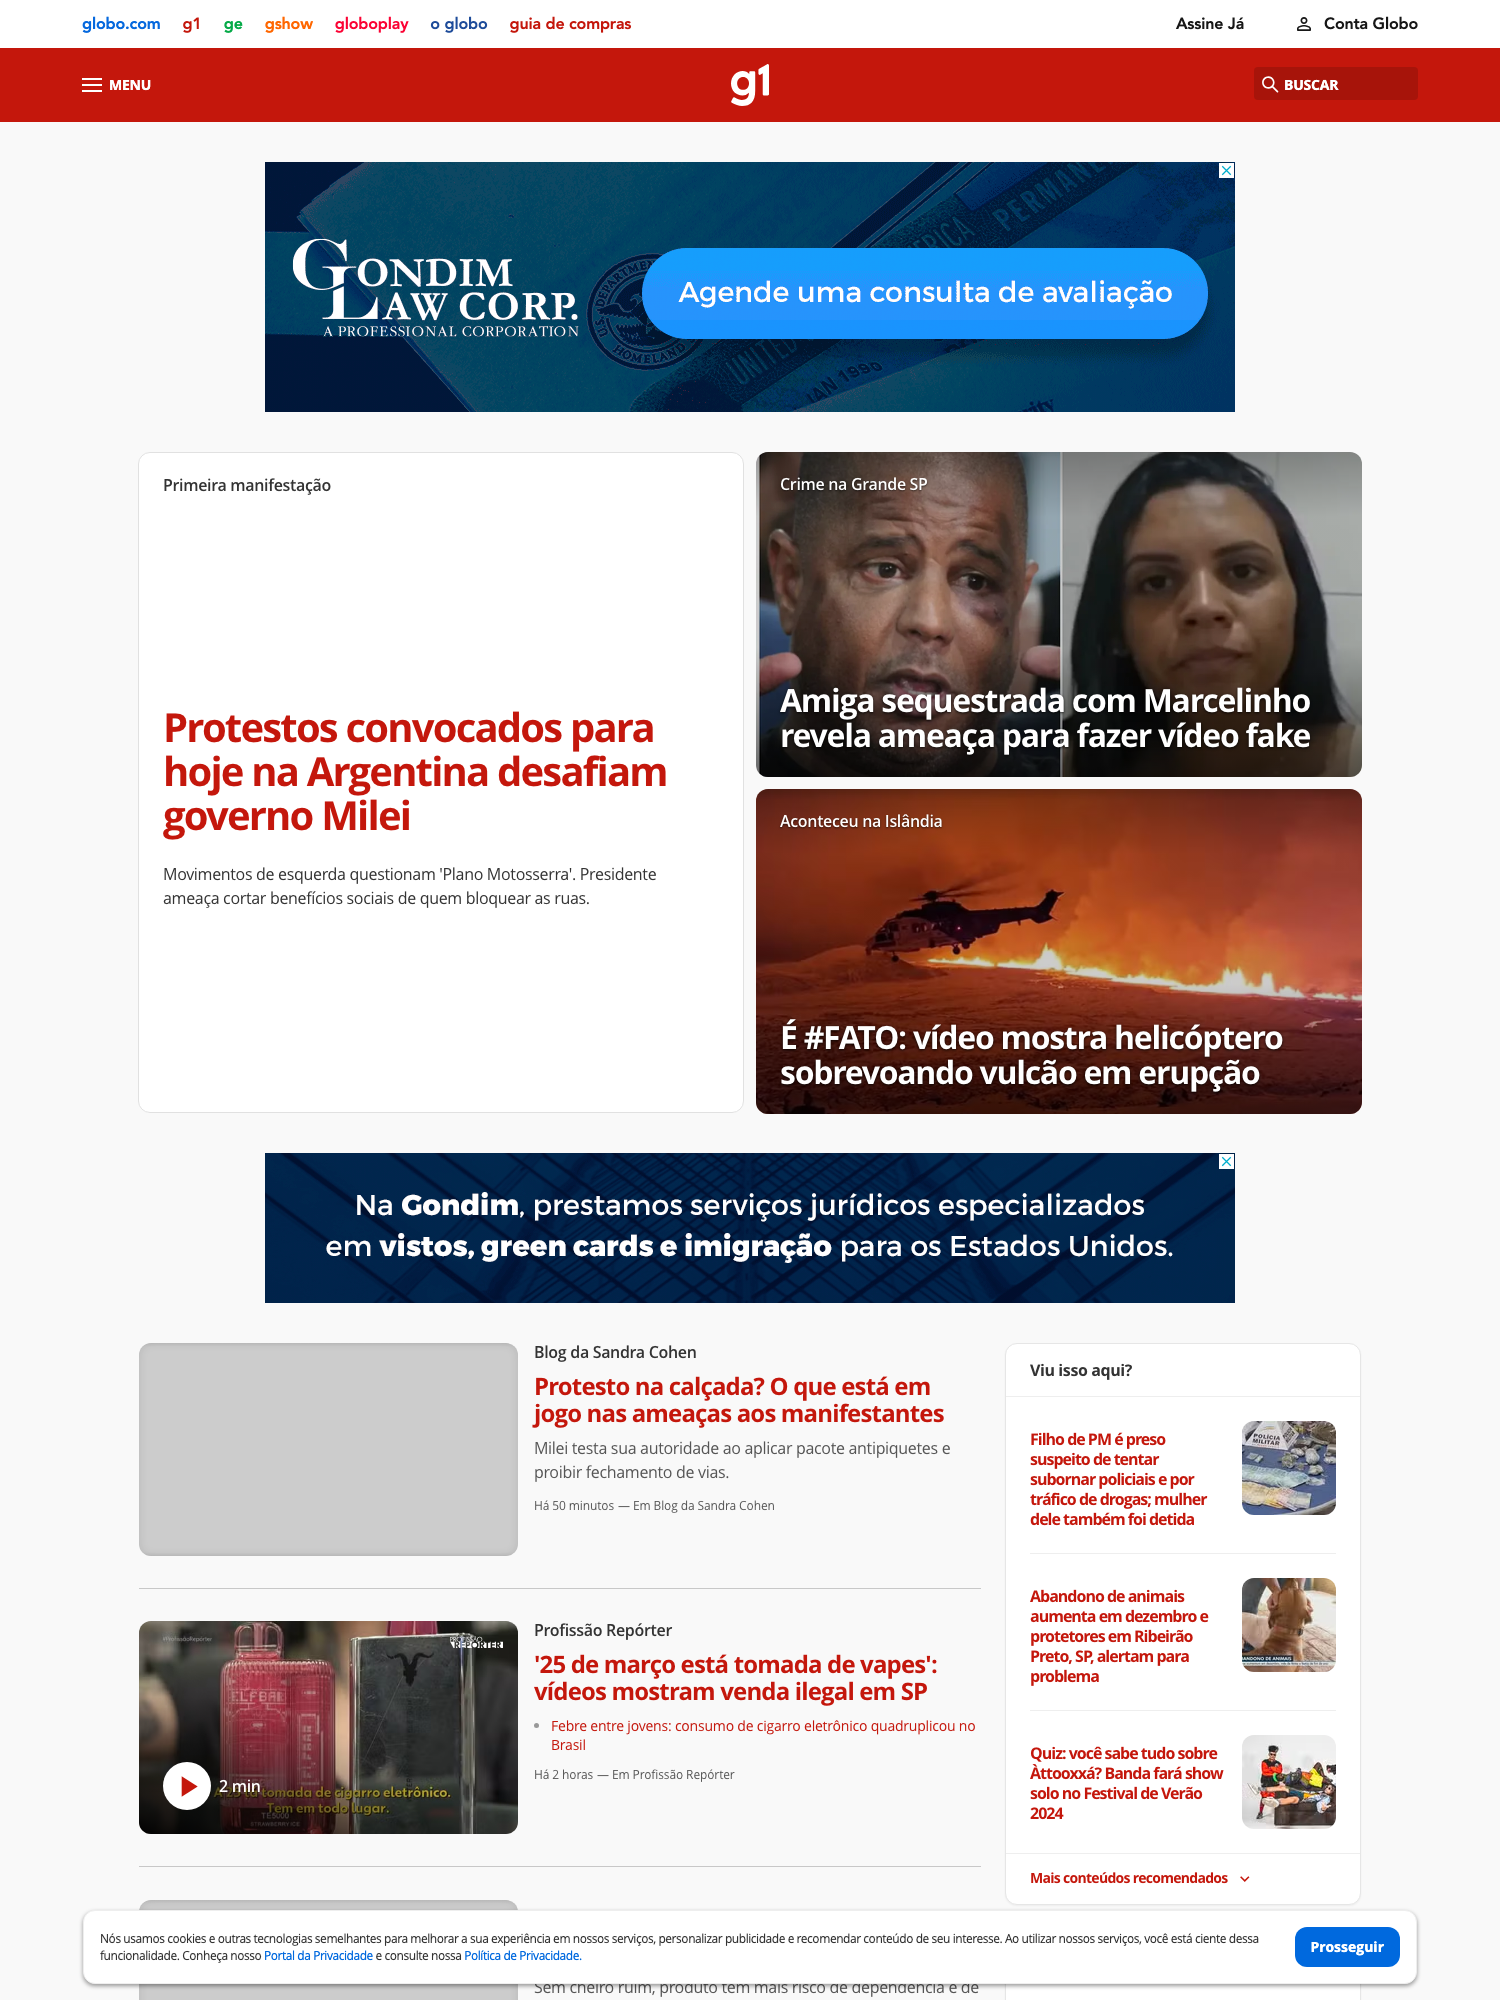 globo.com g1 ge gshow globoplay o globo guia de compras Assine Já Conta Globo
MENU g1 BUSCAR
GONDIM
LAW CORP.
A PROFESSIONAL CORPORATION
Agende uma consulta de avaliação
Primeira manifestação
Protestos convocados para
hoje na Argentina desafiam
governo Milei
Movimentos de esquerda questionam 'Plano Motosserra'. Presidente
ameaça cortar benefícios sociais de quem bloquear as ruas.
Crime na Grande SP
Amiga sequestrada com Marcelinho
revela ameaça para fazer vídeo fake
Aconteceu na Islândia
É #FATO: vídeo mostra helicóptero
sobrevoando vulcão em erupção
Na Gondim, prestamos serviços jurídicos especializados
em vistos, green cards e imigração para os Estados Unidos.
Blog da Sandra Cohen
Protesto na calçada? O que está em
jogo nas ameaças aos manifestantes
Milei testa sua autoridade ao aplicar pacote antipiquetes e
proibir fechamento de vias.
Há 50 minutos — Em Blog da Sandra Cohen
#ProfissãoRepórter
PROFISSÃO
REPÓRTER
ELFBAR
2 min
tomada de cigarro eletrônico.
Tem em todo lugar.
TE5000
STRAWBERRY ICE
Profissão Repórter
'25 de março está tomada de vapes':
vídeos mostram venda ilegal em SP
Febre entre jovens: consumo de cigarro eletrônico quadruplicou no
Brasil
Há 2 horas — Em Profissão Repórter
Viu isso aqui?
Filho de PM é preso
suspeito de tentar
subornar policiais e por
tráfico de drogas; mulher
dele também foi detida
POLÍCIA
MILITAR
Abandono de animais
aumenta em dezembro e
protetores em Ribeirão
Preto, SP, alertam para
problema
Quiz: você sabe tudo sobre
Àttooxxá? Banda fará show
solo no Festival de Verão
2024
Mais conteúdos recomendados
Nós usamos cookies e outras tecnologias semelhantes para melhorar a sua experiência em nossos serviços, personalizar publicidade e recomendar conteúdo de seu interesse. Ao utilizar nossos serviços, você está ciente dessa
funcionalidade. Conheça nosso Portal da Privacidade e consulte nossa Política de Privacidade.
Prosseguir
Sem cheiro ruim, produto tem mais risco de dependência e de